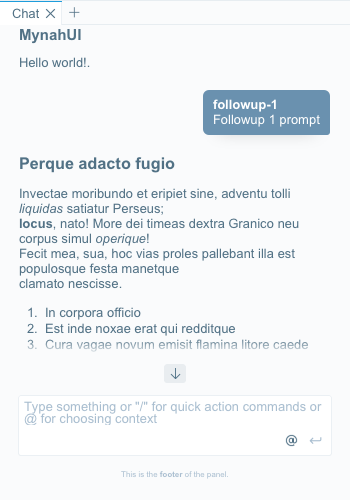 Chat
MynahUI
Hello world!.
followup-1
Followup 1 prompt
Perque adacto fugio
Invectae moribundo et eripiet sine, adventu tolli
liquidas satiatur Perseus;
locus, nato! More dei timeas dextra Granico neu
corpus simul operique!
Fecit mea, sua, hoc vias proles pallebant illa est
populosque festa manetque
clamato nescisse.
1. In corpora officio
2. Est inde noxae erat qui redditque
3. Cura vagae novum emisit flamina litore caede
Type something or "/" for quick action commands or
@ for choosing context
@
This is the footer of the panel.